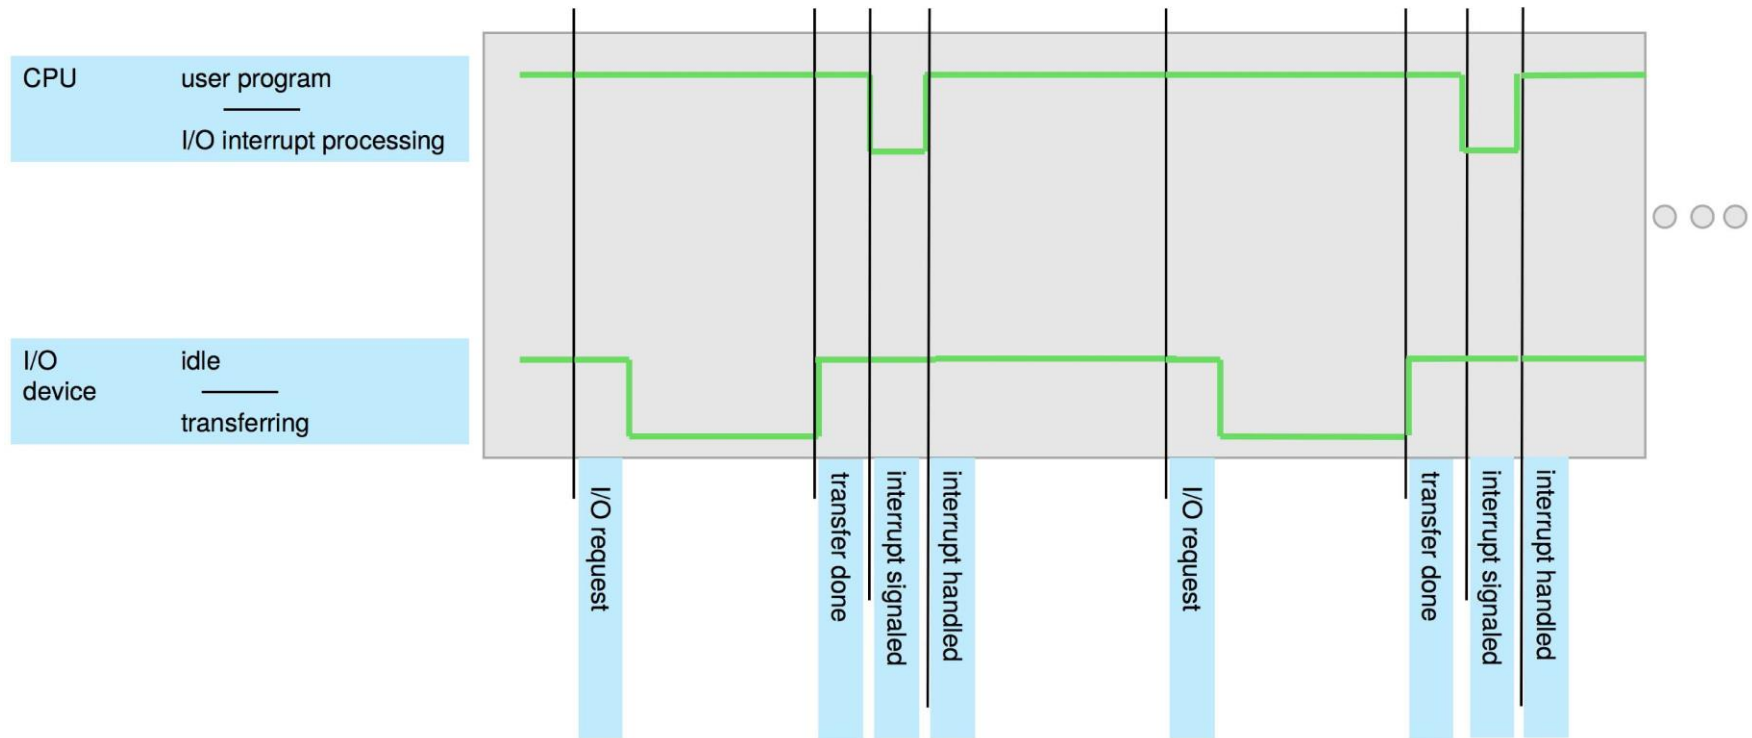 CPU
user program
I/O interrupt processing
I/O
device
idle
transferring
I/O request
transfer done
interrupt signaled
interrupt handled
I/O request
transfer done
interrupt signaled
interrupt handled